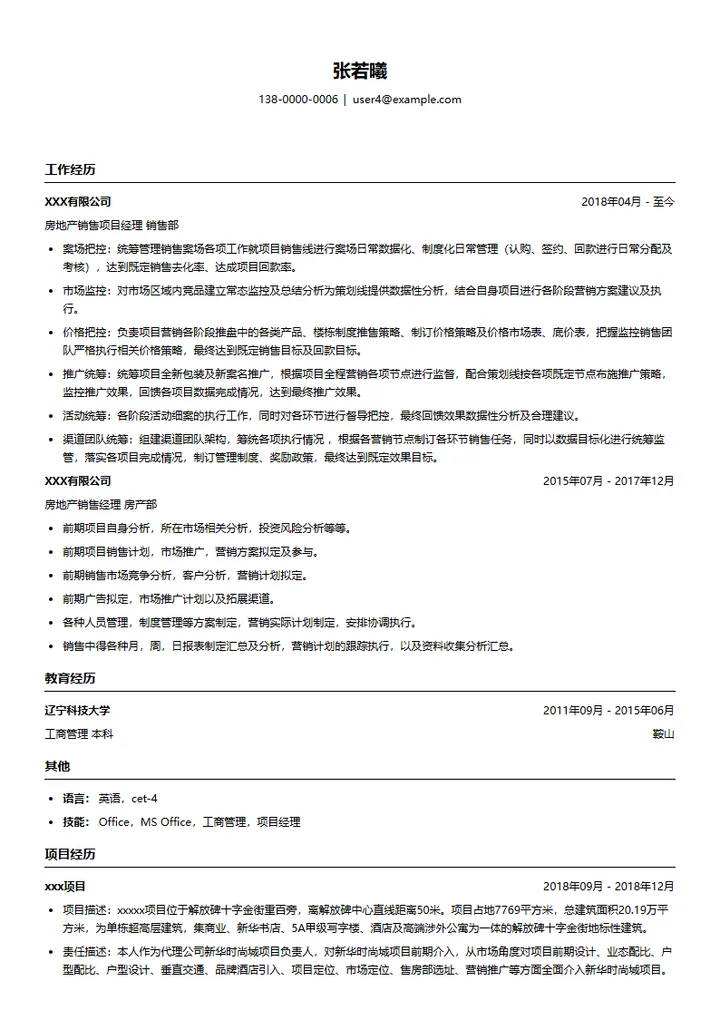 张若曦
138-0000-0006 | user4@example.com
工作经历
XXX有限公司 2018年04月 - 至今
房地产销售项目经理 销售部
• 案场把控：统筹管理销售案场各项工作就项目销售线进行案场日常数据化、制度化日常管理（认购、签约、回款进行日常分配及
考核），达到既定销售去化率、达成项目回款率。
• 市场监控：对市场区域内竞品建立常态监控及总结分析为策划线提供数据性分析，结合自身项目进行各阶段营销方案建议及执
行。
• 价格把控：负责项目营销各阶段推盘中的各类产品、楼栋制度推售策略、制订价格策略及价格市场表、底价表，把握监控销售团
队严格执行相关价格策略，最终达到既定销售目标及回款目标。
• 推广统筹：统筹项目全新包装及新案名推广，根据项目全程营销各项节点进行监督，配合策划线按各项既定节点布施推广策略，
监控推广效果，回馈各项目数据完成情况，达到最终推广效果。
• 活动统筹：各阶段活动细案的执行工作，同时对各环节进行督导把控，最终回馈效果数据性分析及合理建议。
• 渠道团队统筹：组建渠道团队架构，筹统各项执行情况 ，根据各营销节点制订各环节销售任务，同时以数据目标化进行统筹监
管，落实各项目完成情况，制订管理制度、奖励政策，最终达到既定效果目标。
XXX有限公司 2015年07月 - 2017年12月
房地产销售经理 房产部
• 前期项目自身分析，所在市场相关分析，投资风险分析等等。
• 前期项目销售计划，市场推广，营销方案拟定及参与。
• 前期销售市场竞争分析，客户分析，营销计划拟定。
• 前期广告拟定，市场推广计划以及拓展渠道。
• 各种人员管理，制度管理等方案制定，营销实际计划制定，安排协调执行。
• 销售中得各种月，周，日报表制定汇总及分析，营销计划的跟踪执行，以及资料收集分析汇总。
教育经历
辽宁科技大学 2011年09月 - 2015年06月
工商管理 本科 鞍山
其他
• 语言： 英语，cet-4
• 技能： Office，MS Office，工商管理，项目经理
项目经历
xxx项目 2018年09月 - 2018年12月
• 项目描述：xxxxx项目位于解放碑十字金街重百旁，离解放碑中心直线距离50米。项目占地7769平方米，总建筑面积20.19万平
方米，为单栋超高层建筑，集商业、新华书店、5A甲级写字楼、酒店及高端涉外公寓为一体的解放碑十字金街地标性建筑。
• 责任描述：本人作为代理公司新华时尚城项目负责人，对新华时尚城项目前期介入，从市场角度对项目前期设计、业态配比、户
型配比、户型设计、垂直交通、品牌酒店引入、项目定位、市场定位、售房部选址、营销推广等方面全面介入新华时尚城项目。